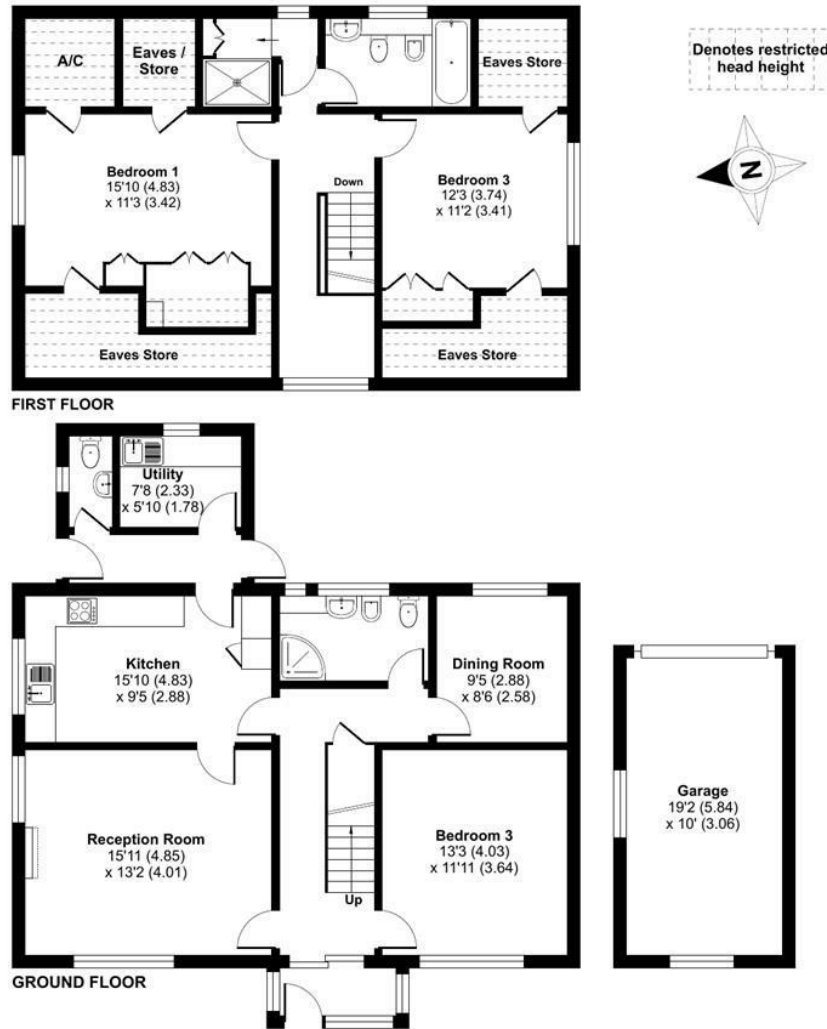 A/C
Eaves /
Store
Eaves Store
Denotes restricted
head height
N
Bedroom 1
15'10 (4.83)
x 11'3 (3.42)
Down
Bedroom 3
12'3 (3.74)
x 11'2 (3.41)
Eaves Store
Eaves Store
FIRST FLOOR
Utility
7'8 (2.33)
x 5'10 (1.78)
Kitchen
15'10 (4.83)
x 9'5 (2.88)
Dining Room
9'5 (2.88)
x 8'6 (2.58)
Reception Room
15'11 (4.85)
x 13'2 (4.01)
Bedroom 3
13'3 (4.03)
x 11'11 (3.64)
Up
Garage
19'2 (5.84)
x 10' (3.06)
GROUND FLOOR